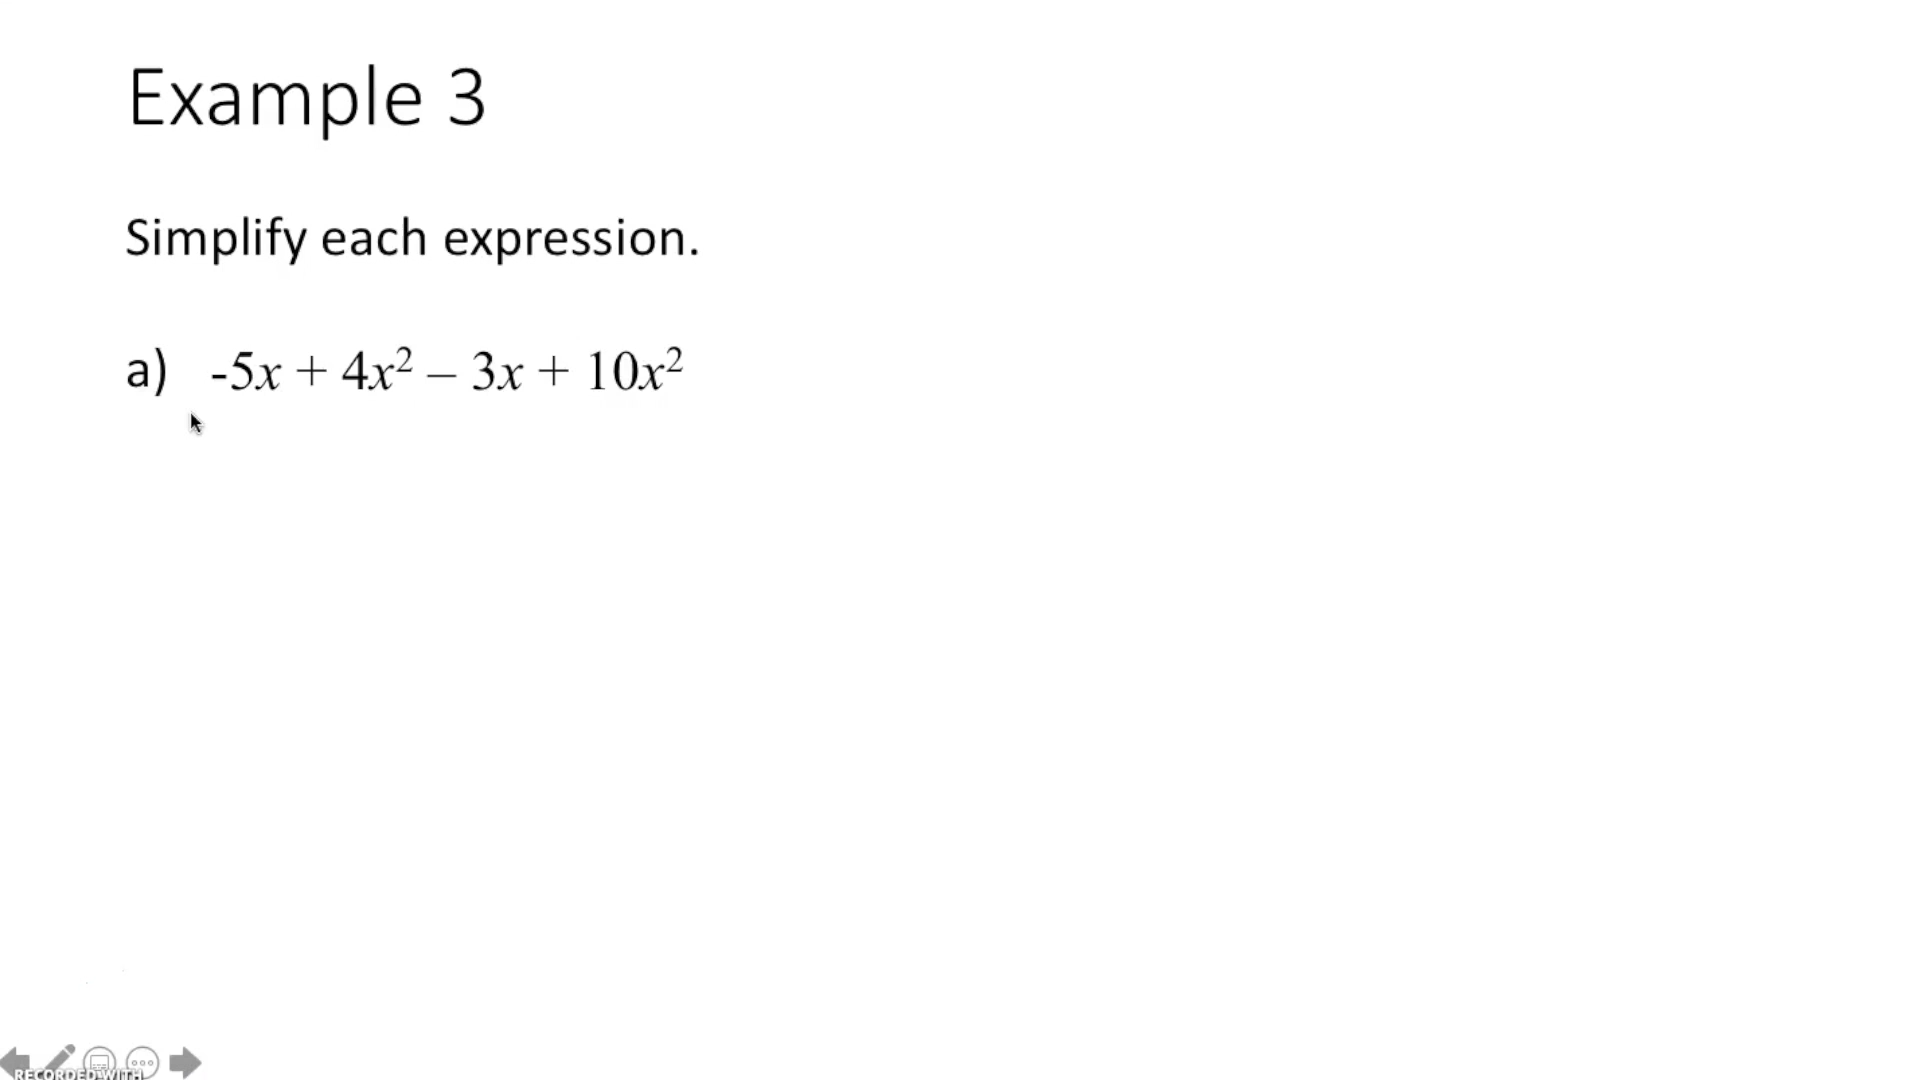 Example 3
Simplify each expression.
a) -5x + 4x² – 3x + 10x²
RECORDED WITH